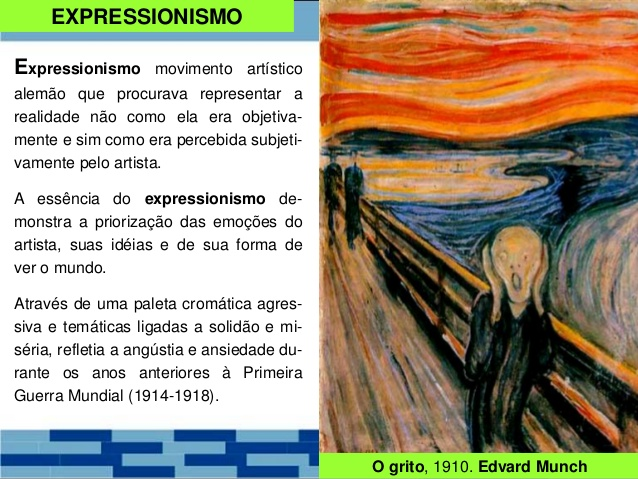 EXPRESSIONISMO
Expressionismo movimento artístico
alemão que procurava representar a
realidade não como ela era objetiva-
mente e sim como era percebida subjeti-
vamente pelo artista.
A essência do expressionismo de-
monstra a priorização das emoções do
artista, suas idéias e de sua forma de
ver o mundo.
Através de uma paleta cromática agres-
siva e temáticas ligadas a solidão e mi-
séria, refletia a angústia e ansiedade du-
rante os anos anteriores à Primeira
Guerra Mundial (1914-1918).
O grito, 1910. Edvard Munch